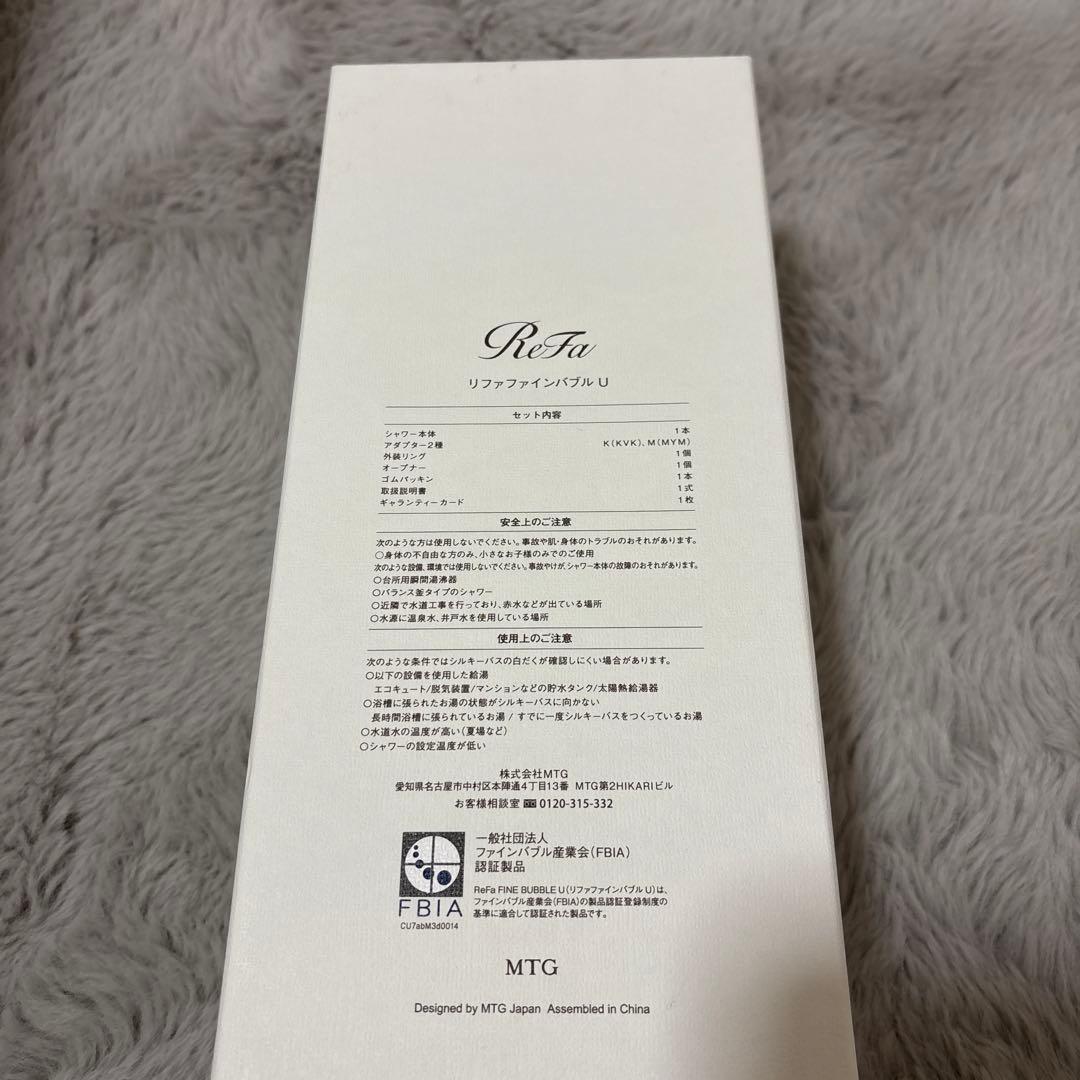 ReFa
リファファインバブル U
セット内容
シャワー本体 1本
アダプター2種 K(KVK)、M(MYM)
外装リング 1個
オープナー 1個
ゴムパッキン 1本
取扱説明書 1式
ギャランティーカード 1枚
安全上のご注意
次のような方は使用しないでください。事故や肌・身体のトラブルのおそれがあります。
○身体の不自由な方のみ、小さなお子様のみでのご使用
次のような設備、環境では使用しないでください。事故やけが、シャワー本体の故障のおそれがあります。
○台所用瞬間湯沸器
○バランス釜タイプのシャワー
○近隣で水道工事を行っており、赤水などが出ている場所
○水源に温泉水、井戸水を使用している場所
使用上のご注意
次のような条件ではシルキーバスの白だくが確認しにくい場合があります。
○以下の設備を使用した給湯
エコキュート/脱気装置/マンションなどの貯水タンク/太陽熱給湯器
○浴槽に張られたお湯の状態がシルキーバスに向かない
長時間浴槽に張られているお湯 / すでに一度シルキーバスをつくっているお湯
○水道水の温度が高い(夏場など)
○シャワーの設定温度が低い
株式会社MTG
愛知県名古屋市中村区本陣通4丁目13番 MTG第2HIKARIビル
お客様相談室 0120-315-332
一般社団法人
ファインバブル産業会(FBIA)
認証製品
ReFa FINE BUBBLE U(リファファインバブル U)は、
ファインバブル産業会(FBIA)の製品認証登録制度の
基準に適合して認証された製品です。
FBIA
CU7abM3d0014
MTG
Designed by MTG Japan Assembled in China